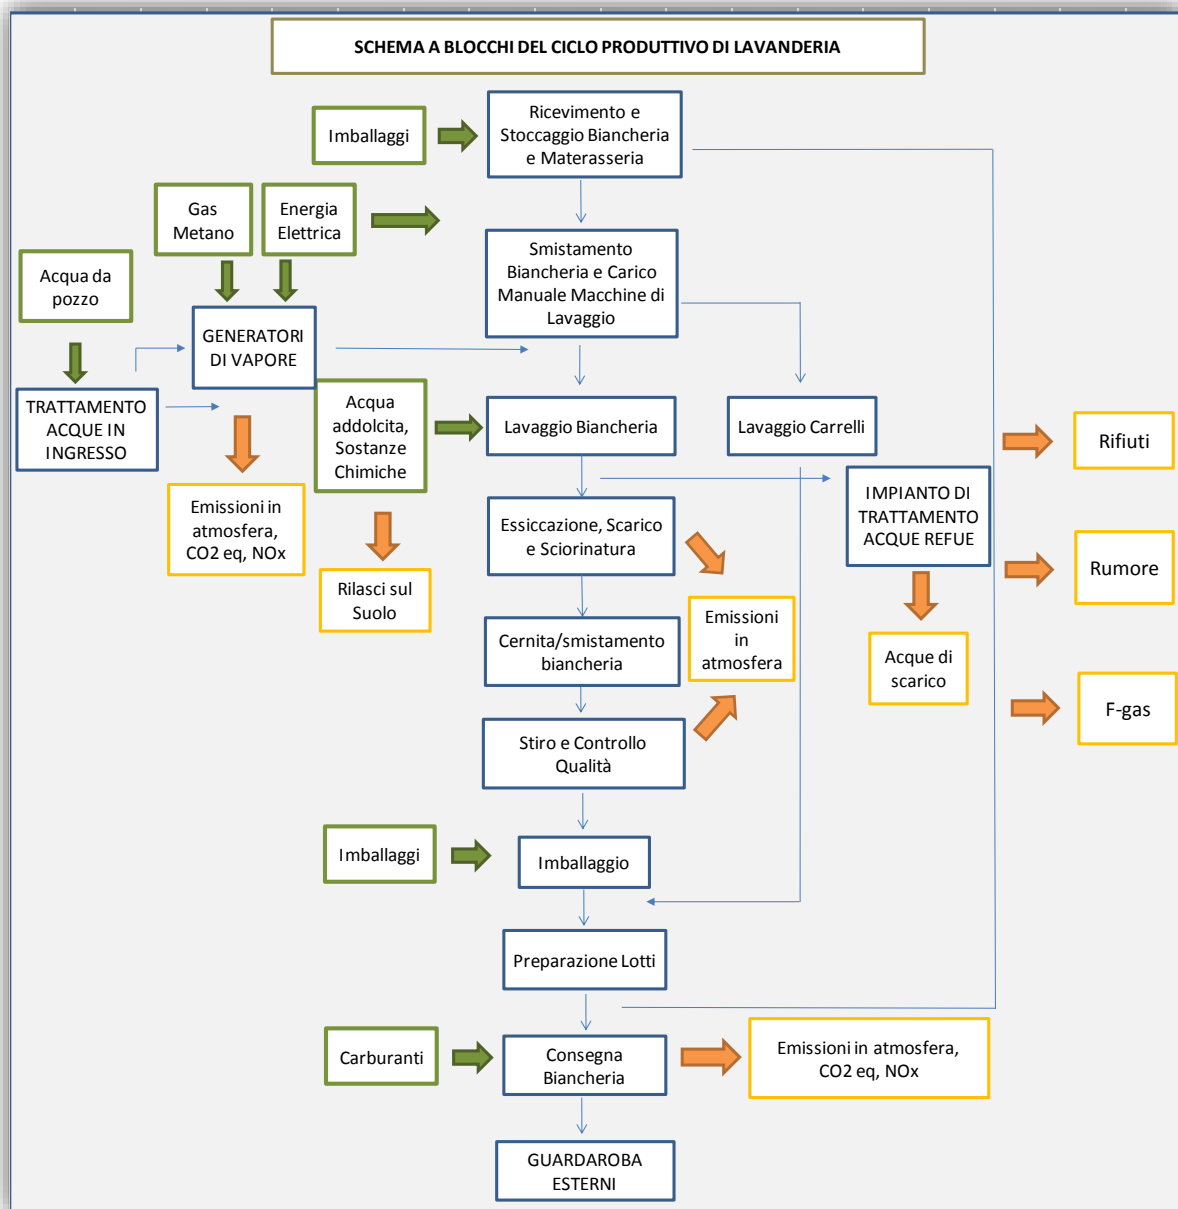 SCHEMA A BLOCCHI DEL CICLO PRODUTTIVO DI LAVANDERIA
Imballaggi
Ricevimento e
Stoccaggio Biancheria
e Materasseria
Gas
Metano
Energia
Elettrica
Acqua da
pozzo
Smistamento
Biancheria e Carico
Manuale Macchine di
Lavaggio
GENERATORI
DI VAPORE
TRATTAMENTO
ACQUE IN
INGRESSO
Acqua
addolcita,
Sostanze
Chimiche
Lavaggio Biancheria
Lavaggio Carrelli
Rifiuti
Emissioni in
atmosfera,
CO2 eq, NOx
Essiccazione, Scarico
e Sciorinatura
IMPIANTO DI
TRATTAMENTO
ACQUE REFUE
Rilasci sul
Suolo
Rumore
Cernita/smistamento
biancheria
Emissioni
in
atmosfera
Acque di
scarico
F-gas
Stiro e Controllo
Qualità
Imballaggi
Imballaggio
Preparazione Lotti
Carburanti
Consegna
Biancheria
Emissioni in atmosfera,
CO2 eq, NOx
GUARDAROBA
ESTERNI